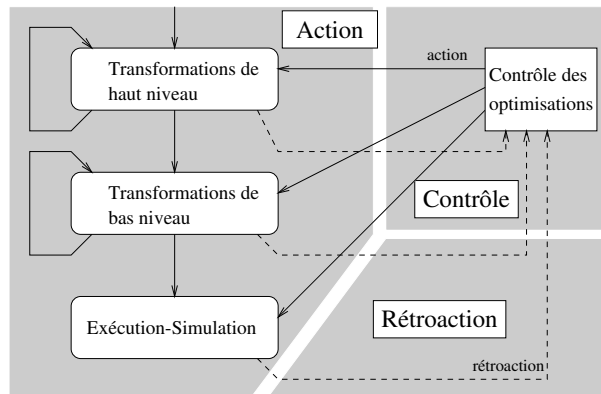 Action
action
Transformations de
haut niveau
Contrôle des
optimisations
Transformations de
bas niveau
Contrôle
Exécution-Simulation
Rétroaction
rétroaction